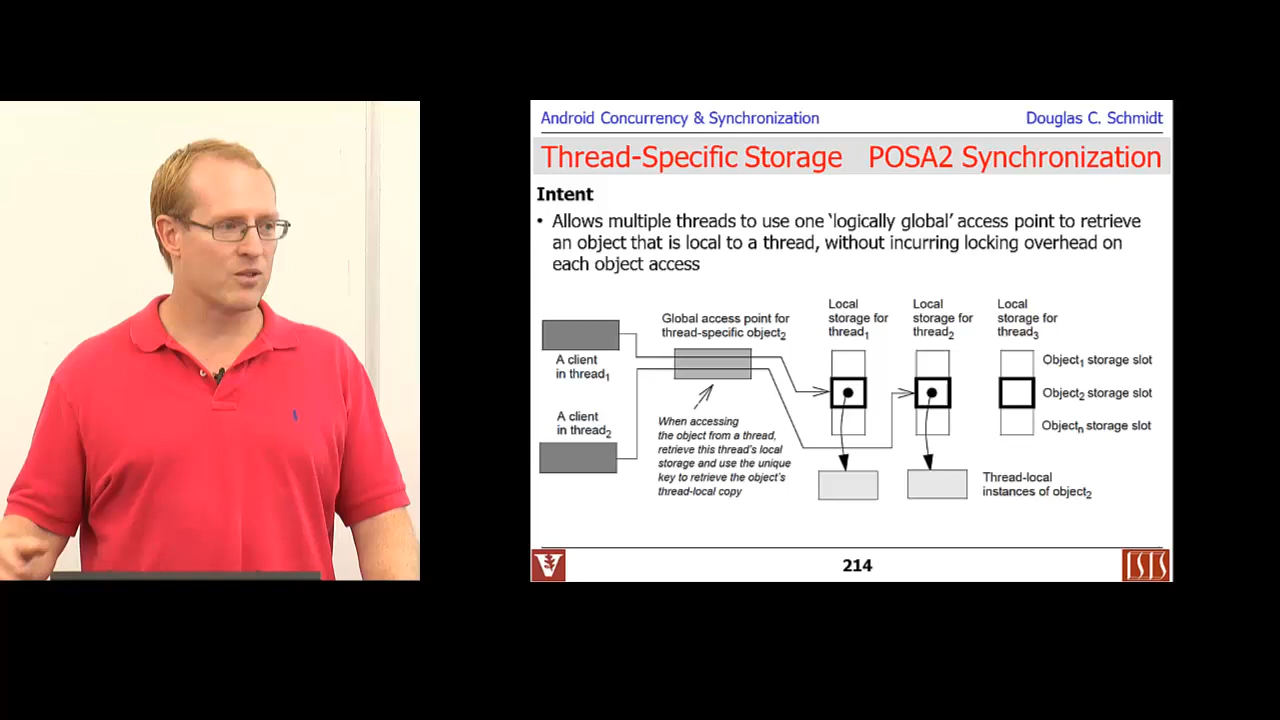 Android Concurrency & Synchronization Douglas C. Schmidt
Thread-Specific Storage POSA2 Synchronization
Intent
• Allows multiple threads to use one ‘logically global’ access point to retrieve
an object that is local to a thread, without incurring locking overhead on
each object access
A client
in thread1
A client
in thread2
Global access point for
thread-specific object2
When accessing
the object from a thread,
retrieve this thread's local
storage and use the unique
key to retrieve the object's
thread-local copy
Local
storage for
thread1
Local
storage for
thread2
Local
storage for
thread3
Object1 storage slot
Object2 storage slot
Objectn storage slot
Thread-local
instances of object2
214
V
ISIS